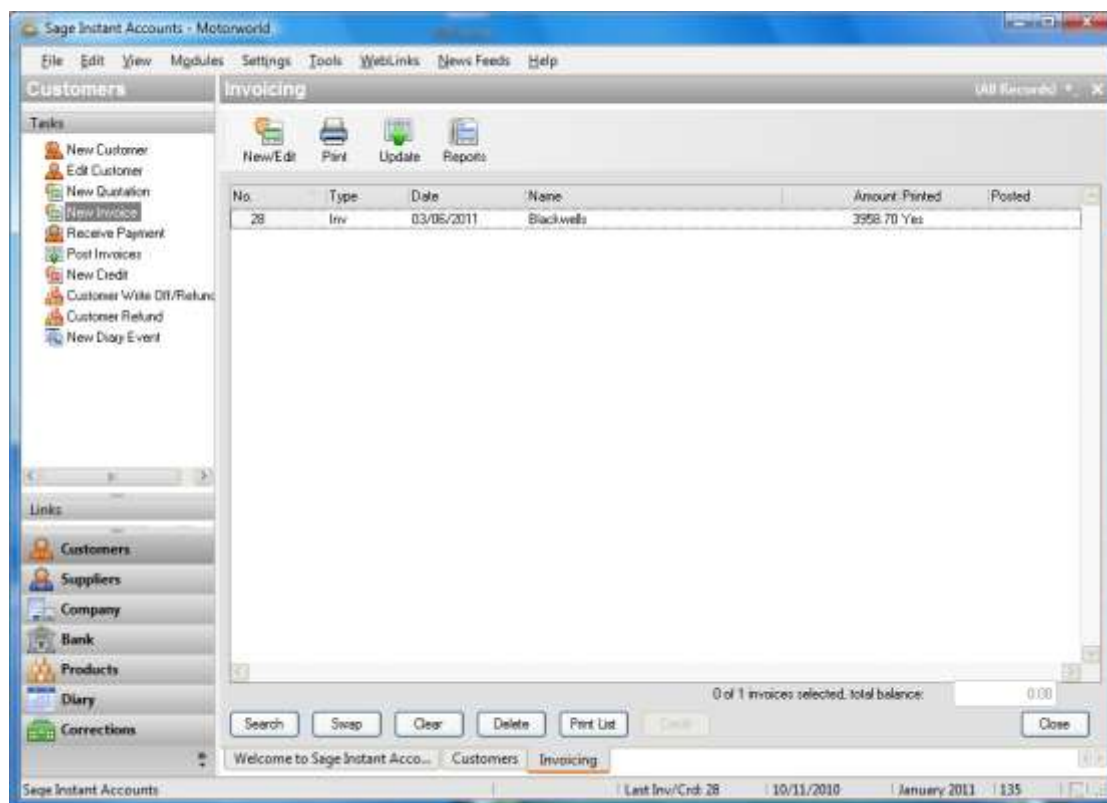 Sage Instant Accounts - Motorworld
File Edit View Modules Settings Tools WebLinks News Feeds Help
Customers
Invoicing
(All Records)
Tasks
New Customer
Edit Customer
New Quotation
New Invoice
Receive Payment
Post Invoices
New Credit
Customer Write Off/Refunc
Customer Refund
New Diary Event
New/Edit Print Update Reports
No. Type Date Name Amount Printed Posted
28 Inv 03/06/2011 Blackwells 3958.70 Yes
Links
Customers
Suppliers
Company
Bank
Products
Diary
Corrections
0 of 1 invoices selected, total balance: 0.00
Search Swap Clear Delete Print List Credit Close
Welcome to Sage Instant Acco... Customers Invoicing
Sage Instant Accounts Last Inv/Crd: 28 10/11/2010 January 2011 135